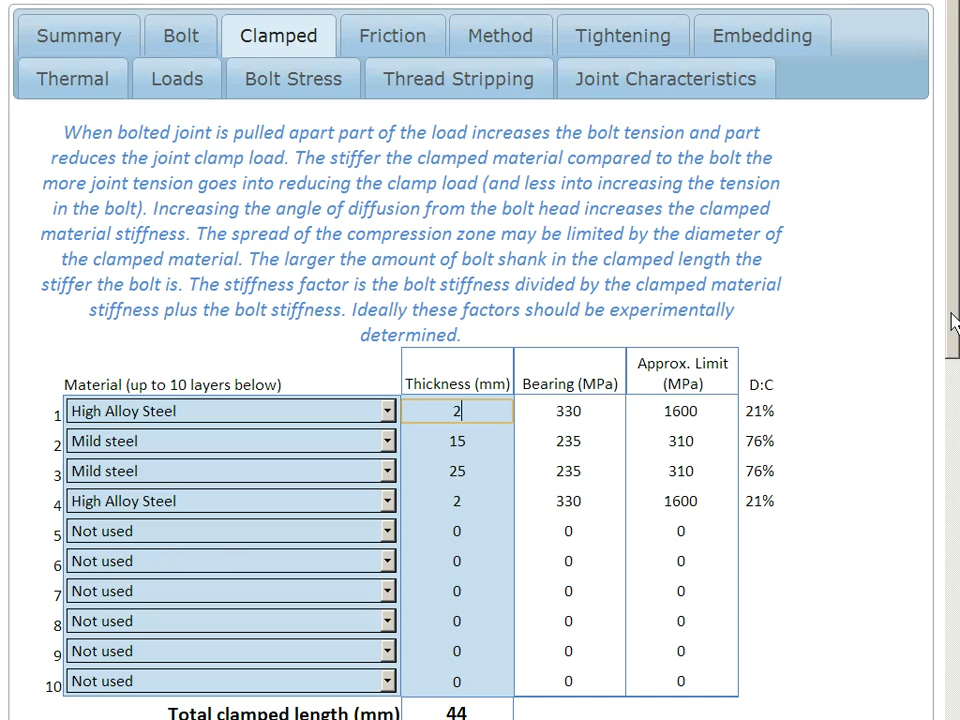 Summary Bolt Clamped Friction Method Tightening Embedding
Thermal Loads Bolt Stress Thread Stripping Joint Characteristics
When bolted joint is pulled apart part of the load increases the bolt tension and part
reduces the joint clamp load. The stiffer the clamped material compared to the bolt the
more joint tension goes into reducing the clamp load (and less into increasing the tension
in the bolt). Increasing the angle of diffusion from the bolt head increases the clamped
material stiffness. The spread of the compression zone may be limited by the diameter of
the clamped material. The larger the amount of bolt shank in the clamped length the
stiffer the bolt is. The stiffness factor is the bolt stiffness divided by the clamped material
stiffness plus the bolt stiffness. Ideally these factors should be experimentally
determined.
Material (up to 10 layers below) Thickness (mm) Bearing (MPa) Approx. Limit (MPa) D:C
1 High Alloy Steel 2 330 1600 21%
2 Mild steel 15 235 310 76%
3 Mild steel 25 235 310 76%
4 High Alloy Steel 2 330 1600 21%
5 Not used 0 0 0
6 Not used 0 0 0
7 Not used 0 0 0
8 Not used 0 0 0
9 Not used 0 0 0
10 Not used 0 0 0
Total clamped length (mm) 44